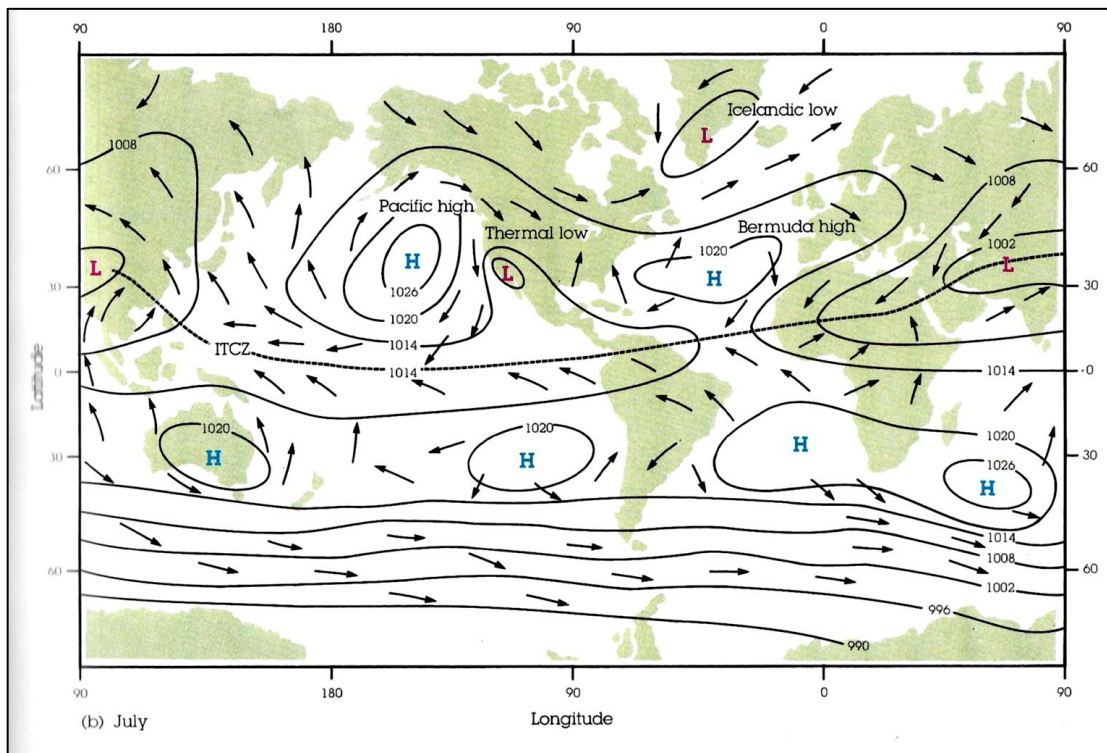 90
180
90
0
90
Icelandic low
L
1008
60
60
1008
Pacific high
Bermuda high
Thermal low
1002
1020
L
H
L
H
L
1026
30
30
1020
ITCZ
1014
0
1014
1014
0
Latitude
1020
1020
1020
H
H
H
30
30
1026
H
1014
1008
60
60
1002
996
990
90
180
90
0
90
(b) July
Longitude